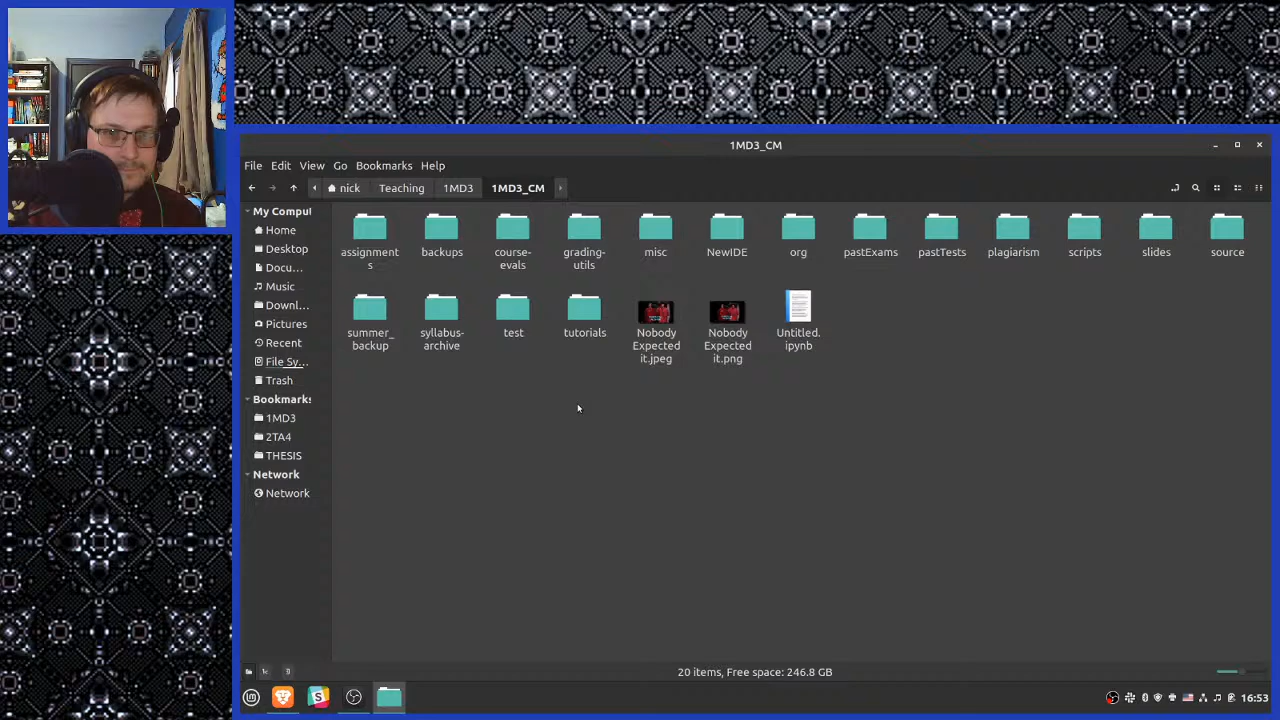 1MD3_CM
File Edit View Go Bookmarks Help
nick Teaching 1MD3 1MD3_CM
My Comput
Home
Desktop
Docu...
Music
Downl...
Pictures
Recent
File Sy...
Trash
Bookmarks
1MD3
2TA4
THESIS
Network
Network
assignment
s
backups
course-
evals
grading-
utils
misc
NewIDE
org
pastExams
pastTests
plagiarism
scripts
slides
source
summer_
backup
syllabus-
archive
test
tutorials
Nobody
Expected
it.jpeg
Nobody
Expected
it.png
Untitled.
ipynb
20 items, Free space: 246.8 GB
16:53